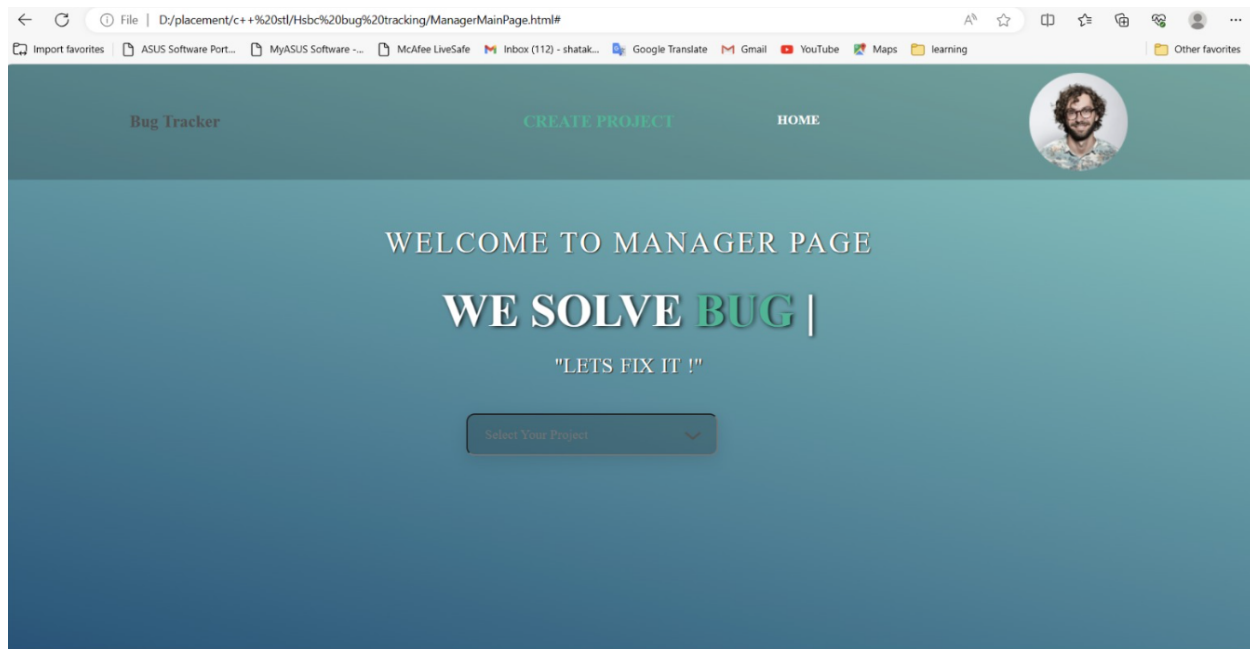 File | D:/placement/c++%20stl/Hsbc%20bug%20tracking/ManagerMainPage.html#
Import favorites ASUS Software Port... MyASUS Software -... McAfee LiveSafe Inbox (112) - shatak... Google Translate Gmail YouTube Maps learning Other favorites
Bug Tracker CREATE PROJECT HOME
WELCOME TO MANAGER PAGE
WE SOLVE BUG |
"LETS FIX IT !"
Select Your Project